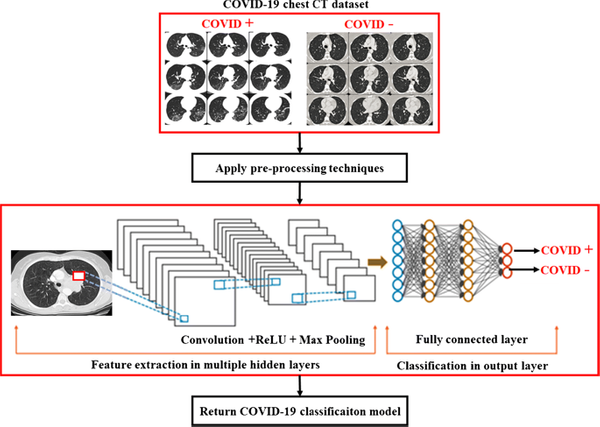 COVID-19 chest CT dataset
COVID + COVID -
Apply pre-processing techniques
COVID +
COVID -
Convolution +ReLU + Max Pooling
Fully connected layer
Feature extraction in multiple hidden layers
Classification in output layer
Return COVID-19 classificaiton model